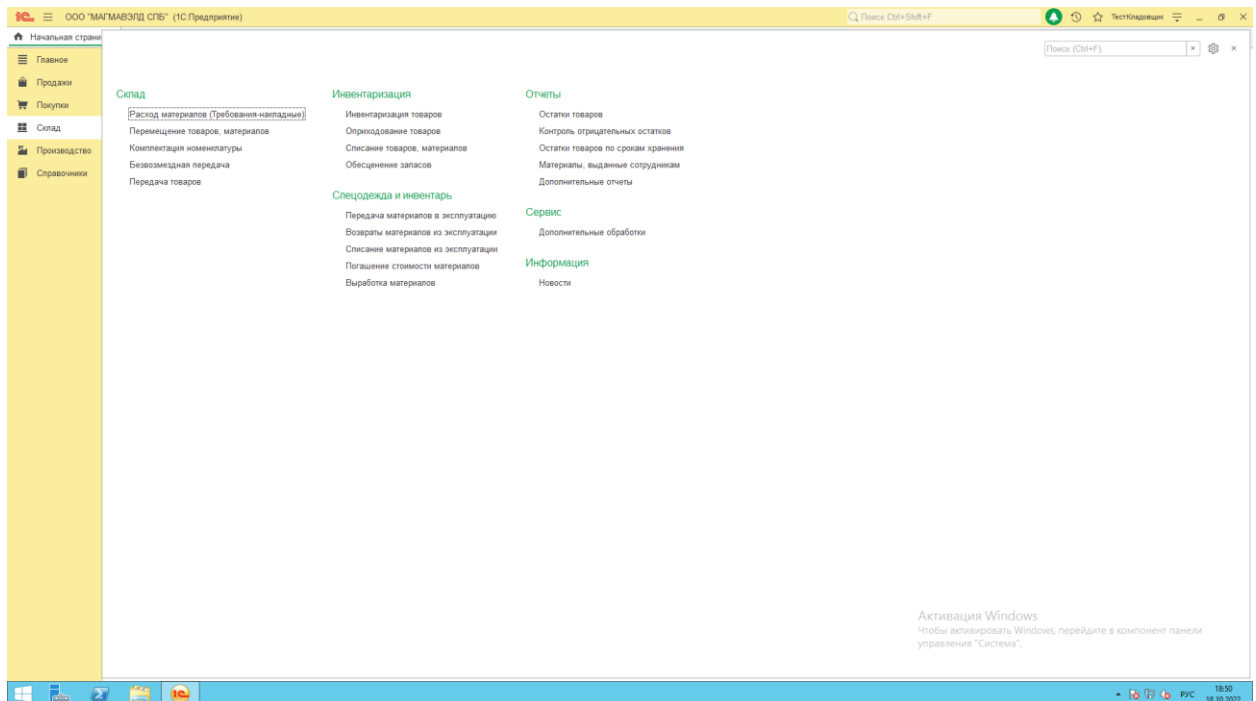 1С ООО "МАГМАВЭЛД СПБ" (1С:Предприятие) Поиск Ctrl+Shift+F ТестКладовщик
Начальная страни
Поиск (Ctrl+F)
Главное
Продажи
Покупки
Склад
Производство
Справочники
Склад
Расход материалов (Требования-накладные)
Перемещение товаров, материалов
Комплектация номенклатуры
Безвозмездная передача
Передача товаров
Инвентаризация
Инвентаризация товаров
Оприходование товаров
Списание товаров, материалов
Обесценение запасов
Спецодежда и инвентарь
Передача материалов в эксплуатацию
Возвраты материалов из эксплуатации
Списание материалов из эксплуатации
Погашение стоимости материалов
Выработка материалов
Отчеты
Остатки товаров
Контроль отрицательных остатков
Остатки товаров по срокам хранения
Материалы, выданные сотрудникам
Дополнительные отчеты
Сервис
Дополнительные обработки
Информация
Новости
Активация Windows
Чтобы активировать Windows, перейдите в компонент панели
управления "Система".
1С
РУС
18:50
18.10.2022